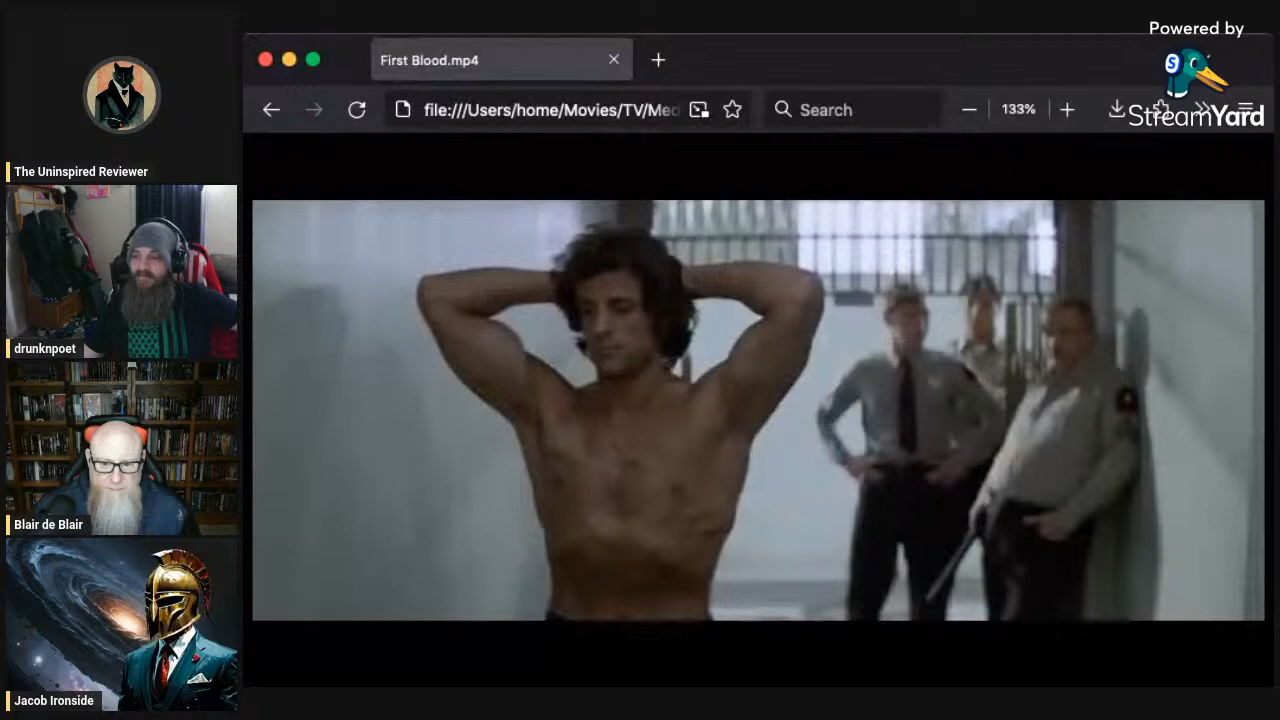 Powered by
StreamYard
First Blood.mp4
file:///Users/home/Movies/TV/Med
Search
133%
The Uninspired Reviewer
drunknpoet
Blair de Blair
Jacob Ironside